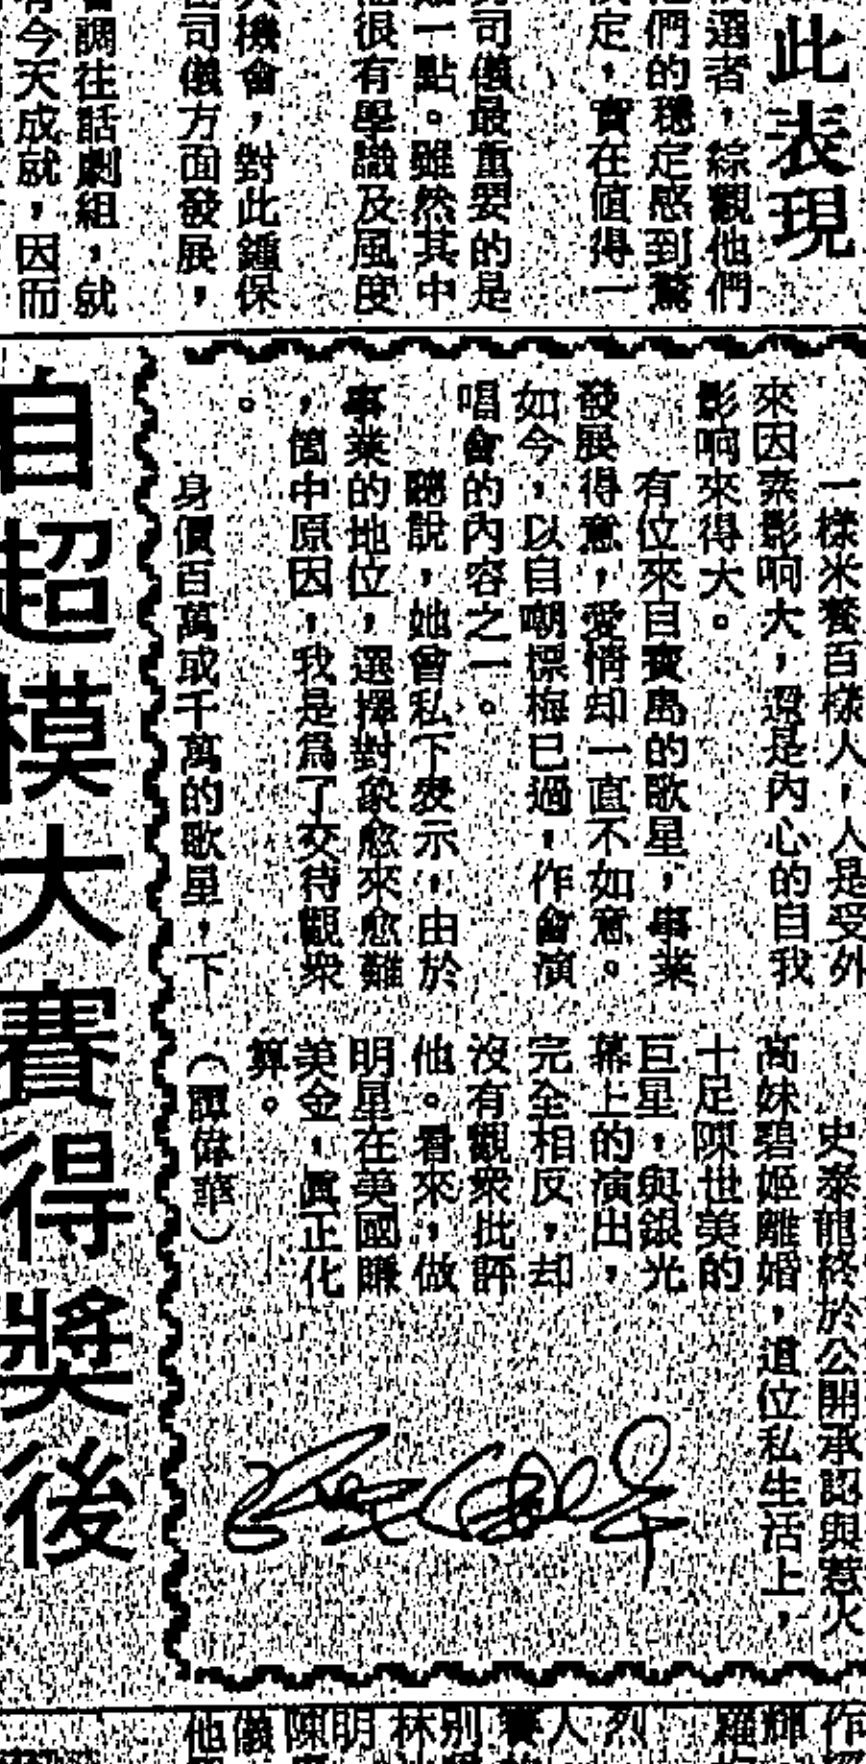 此表現
選者，綜觀他們
們的穩定感到驚
定，實在值得一
司儀最重要的是
一點。雖然其中
很有學識及風度
機會，對此鍾保
司儀方面發展，
調往話劇組，就
今天成就，因而
一樣米養百樣人，人是受外
來因素影响大，還是內心的自我
影响來得大。
有位來自寶島的歌星，事業
發展得意，愛情却一直不如意。
如今，以自嘲摽梅已過，作會演
唱會的內容之一。
聽說，她曾私下表示，由於
事業的地位，選擇對象愈來愈難
，箇中原因，我是爲了交待觀衆
。
身價百萬或千萬的歌星，下
史泰龍終於公開承認與惹火
高妹碧姬離婚，這位私生活上，
十足陳世美的
巨星，與銀光
幕上的演出，
完全相反，却
沒有觀衆批評
他。看來，做
明星在美國賺
美金，眞正化
算。
（譚偉華）
自超模大賽得獎後